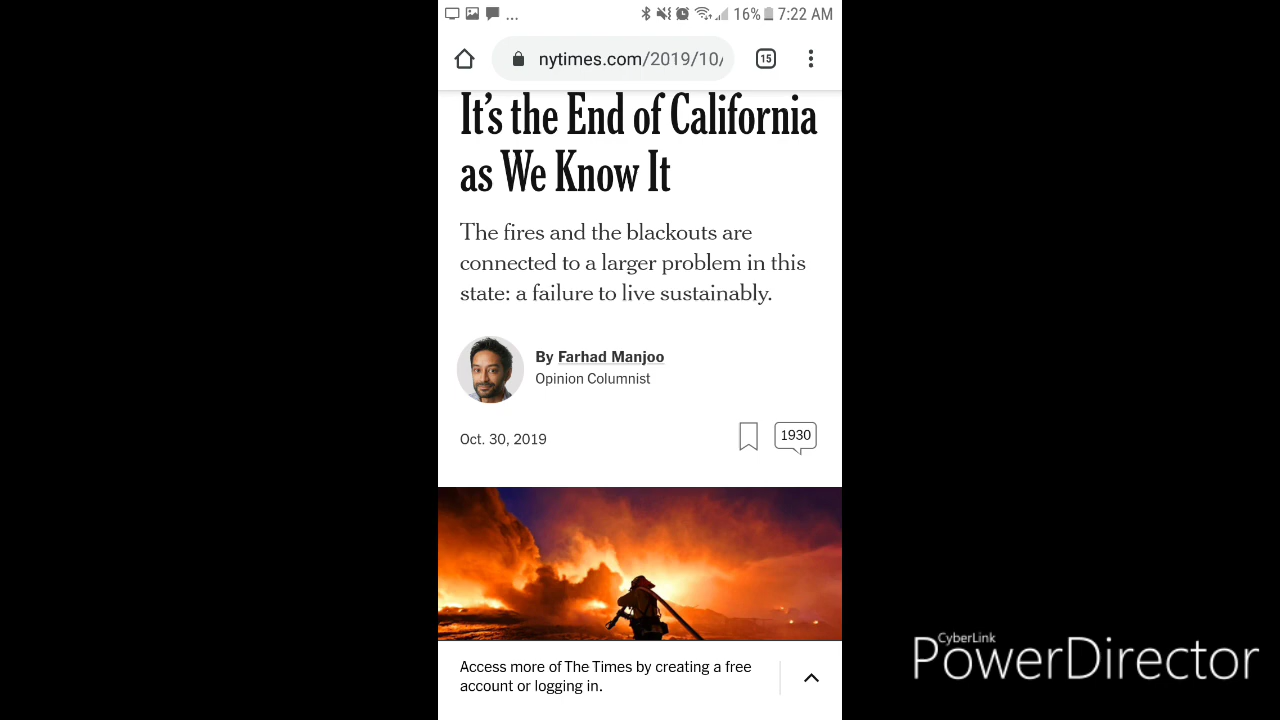 ... 16% 7:22 AM
nytimes.com/2019/10/ 15
It's the End of California
as We Know It
The fires and the blackouts are
connected to a larger problem in this
state: a failure to live sustainably.
By Farhad Manjoo
Opinion Columnist
Oct. 30, 2019 1930
Access more of The Times by creating a free
account or logging in.
CyberLink
PowerDirector